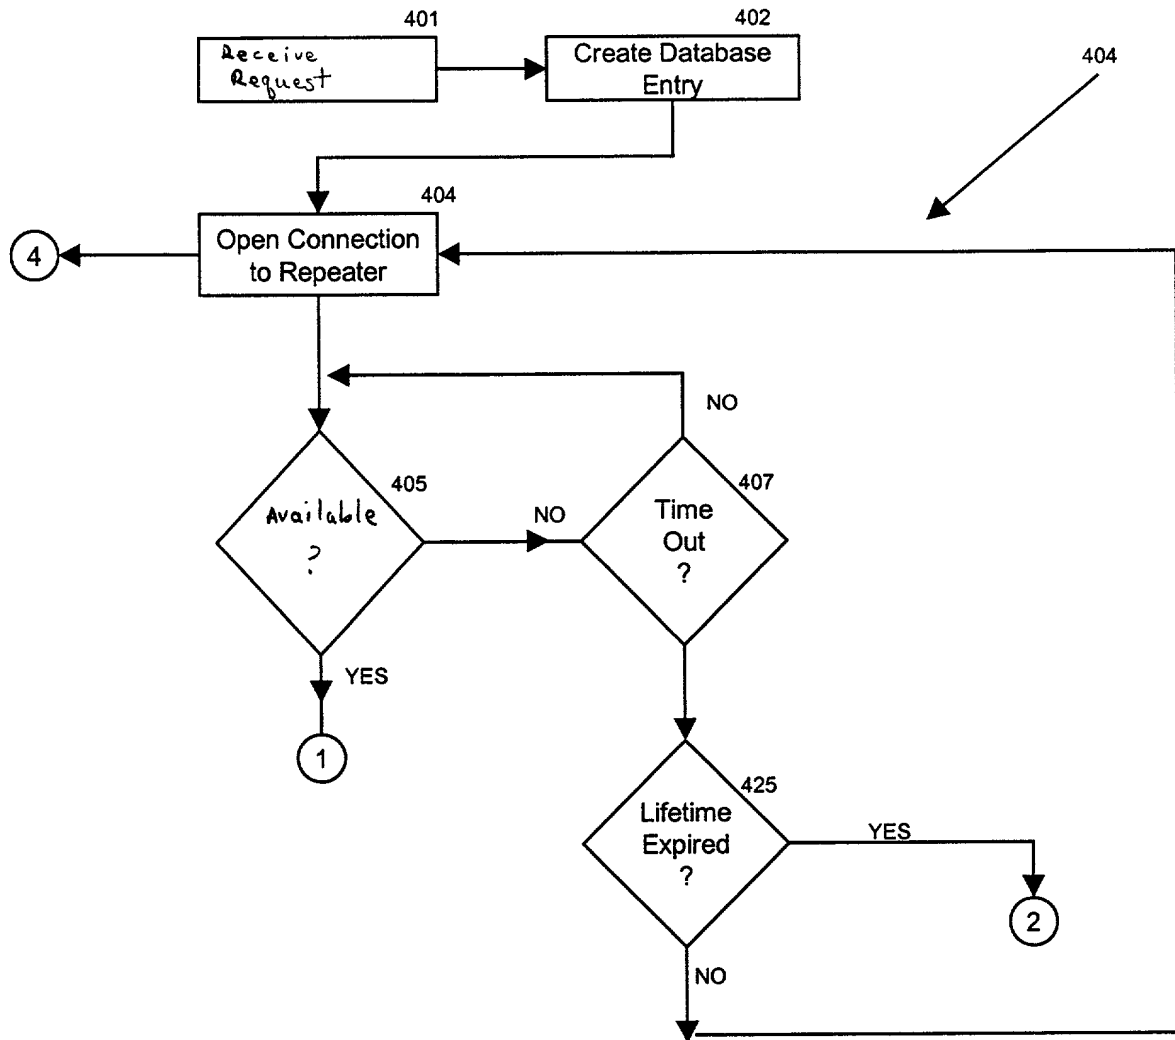 401
Receive
Request
402
Create Database
Entry
404
404
Open Connection
to Repeater
4
NO
405
Available
?
NO
407
Time
Out
?
YES
1
425
Lifetime
Expired
?
YES
2
NO